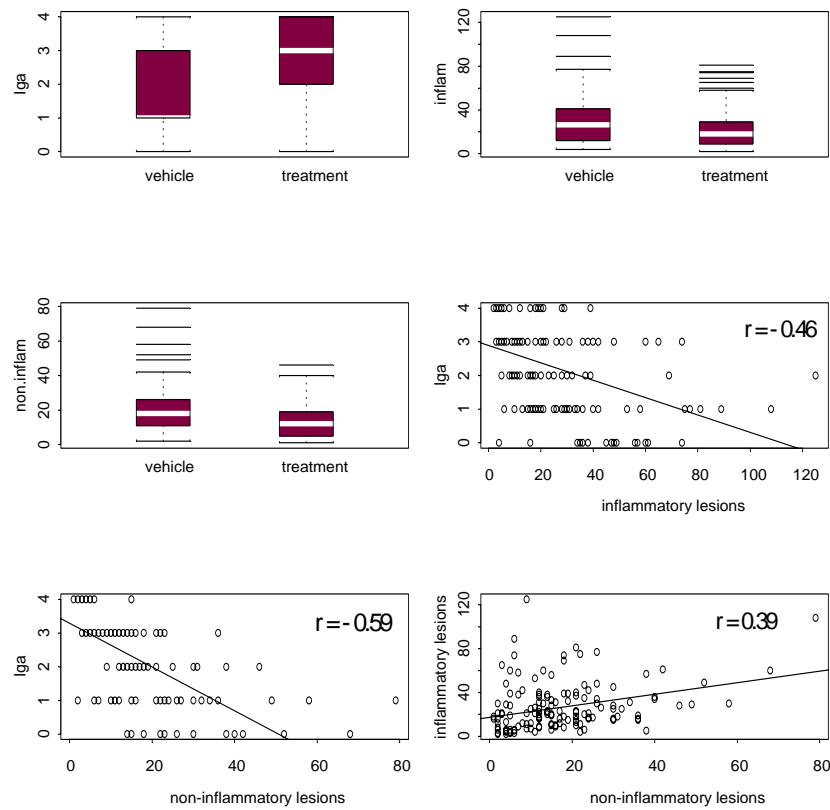 Iga
4
3
2
1
0
vehicle
treatment
inflam
120
80
40
0
vehicle
treatment
non.inflam
80
60
40
20
0
vehicle
treatment
Iga
4
3
2
1
0
r = - 0.46
0
20
40
60
80
100
120
inflammatory lesions
Iga
4
3
2
1
0
r = - 0.59
0
20
40
60
80
non-inflammatory lesions
inflammatory lesions
120
80
40
0
r = 0.39
0
20
40
60
80
non-inflammatory lesions